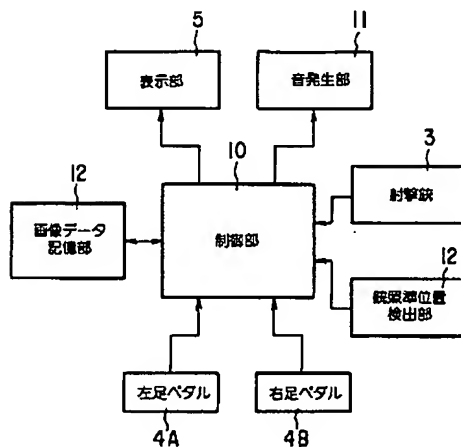 5
表示部
11
音発生部
10
制御部
12
画像データ
記憶部
3
射撃銃
12
銃照準位置
検出部
左足ペダル
4A
右足ペダル
4B